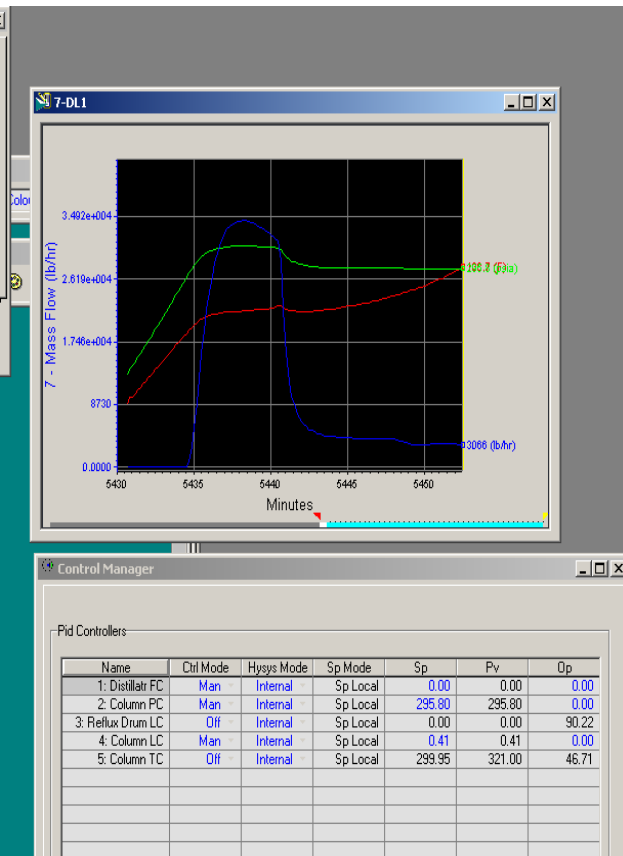 7-DL1
Colou
7 - Mass Flow (lb/hr)
3.492e+004
2.619e+004
1.746e+004
8730
0.0000
3066 (lb/hr)
5430 5435 5440 5445 5450
Minutes
Control Manager
Pid Controllers
Name Ctrl Mode Hysys Mode Sp Mode Sp Pv Op
1: Distillatr FC Man Internal Sp Local 0.00 0.00 0.00
2: Column PC Man Internal Sp Local 295.80 295.80 0.00
3: Reflux Drum LC Off Internal Sp Local 0.00 0.00 90.22
4: Column LC Man Internal Sp Local 0.41 0.41 0.00
5: Column TC Off Internal Sp Local 299.95 321.00 46.71